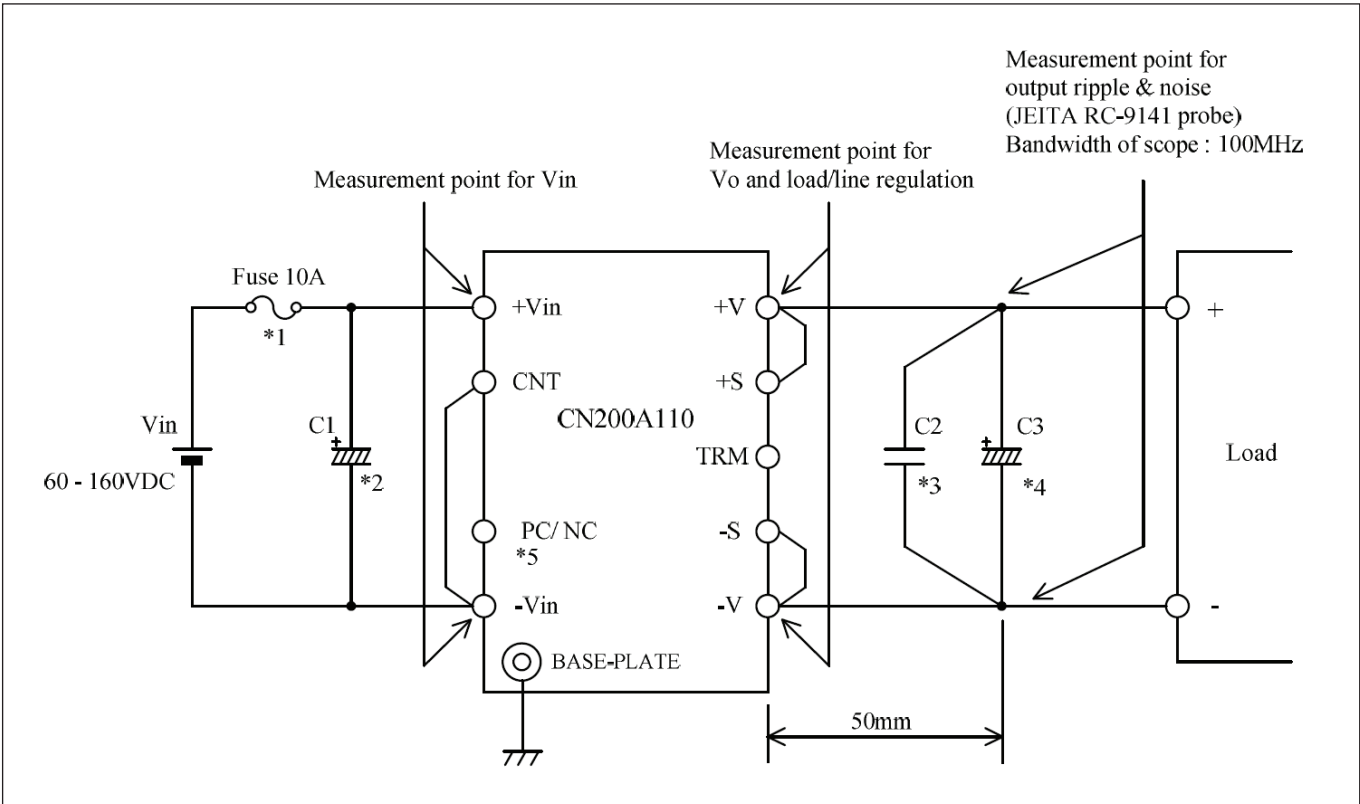 Measurement point for
output ripple & noise
(JEITA RC-9141 probe)
Bandwidth of scope : 100MHz
Measurement point for
Vo and load/line regulation
Measurement point for Vin
Fuse 10A
*1
+Vin
+V
+
CNT
+S
CN200A110
Vin
60 - 160VDC
C1
+
*2
TRM
C2
*3
C3
+
*4
Load
PC/ NC
*5
-S
-Vin
-V
-
BASE-PLATE
50mm